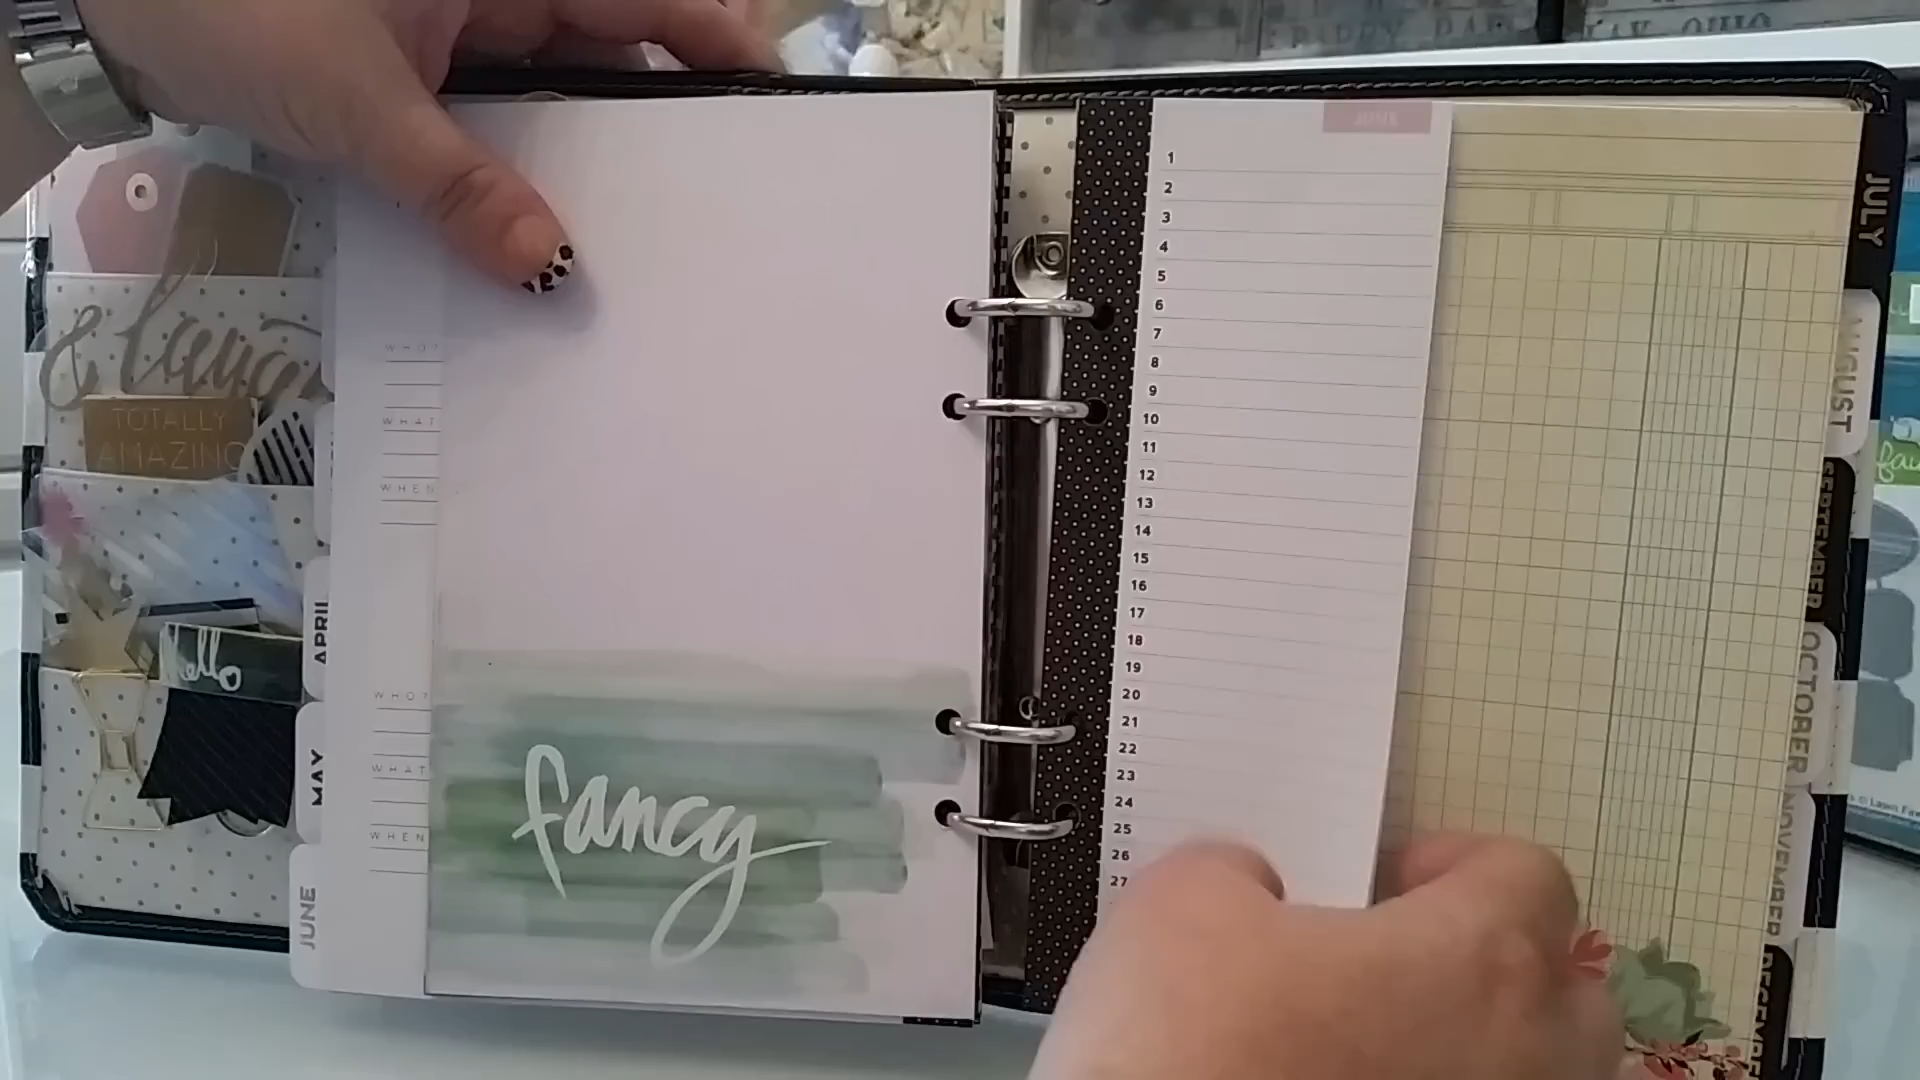 & laugh
TOTALLY
AMAZING
hello
APRIL
MAY
JUNE
WHO?
WHAT
WHEN
WHO?
WHAT
WHEN
fancy
JUNE
1
2
3
4
5
6
7
8
9
10
11
12
13
14
15
16
17
18
19
20
21
22
23
24
25
26
27
JULY
AUGUST
SEPTEMBER
OCTOBER
NOVEMBER
DECEMBER